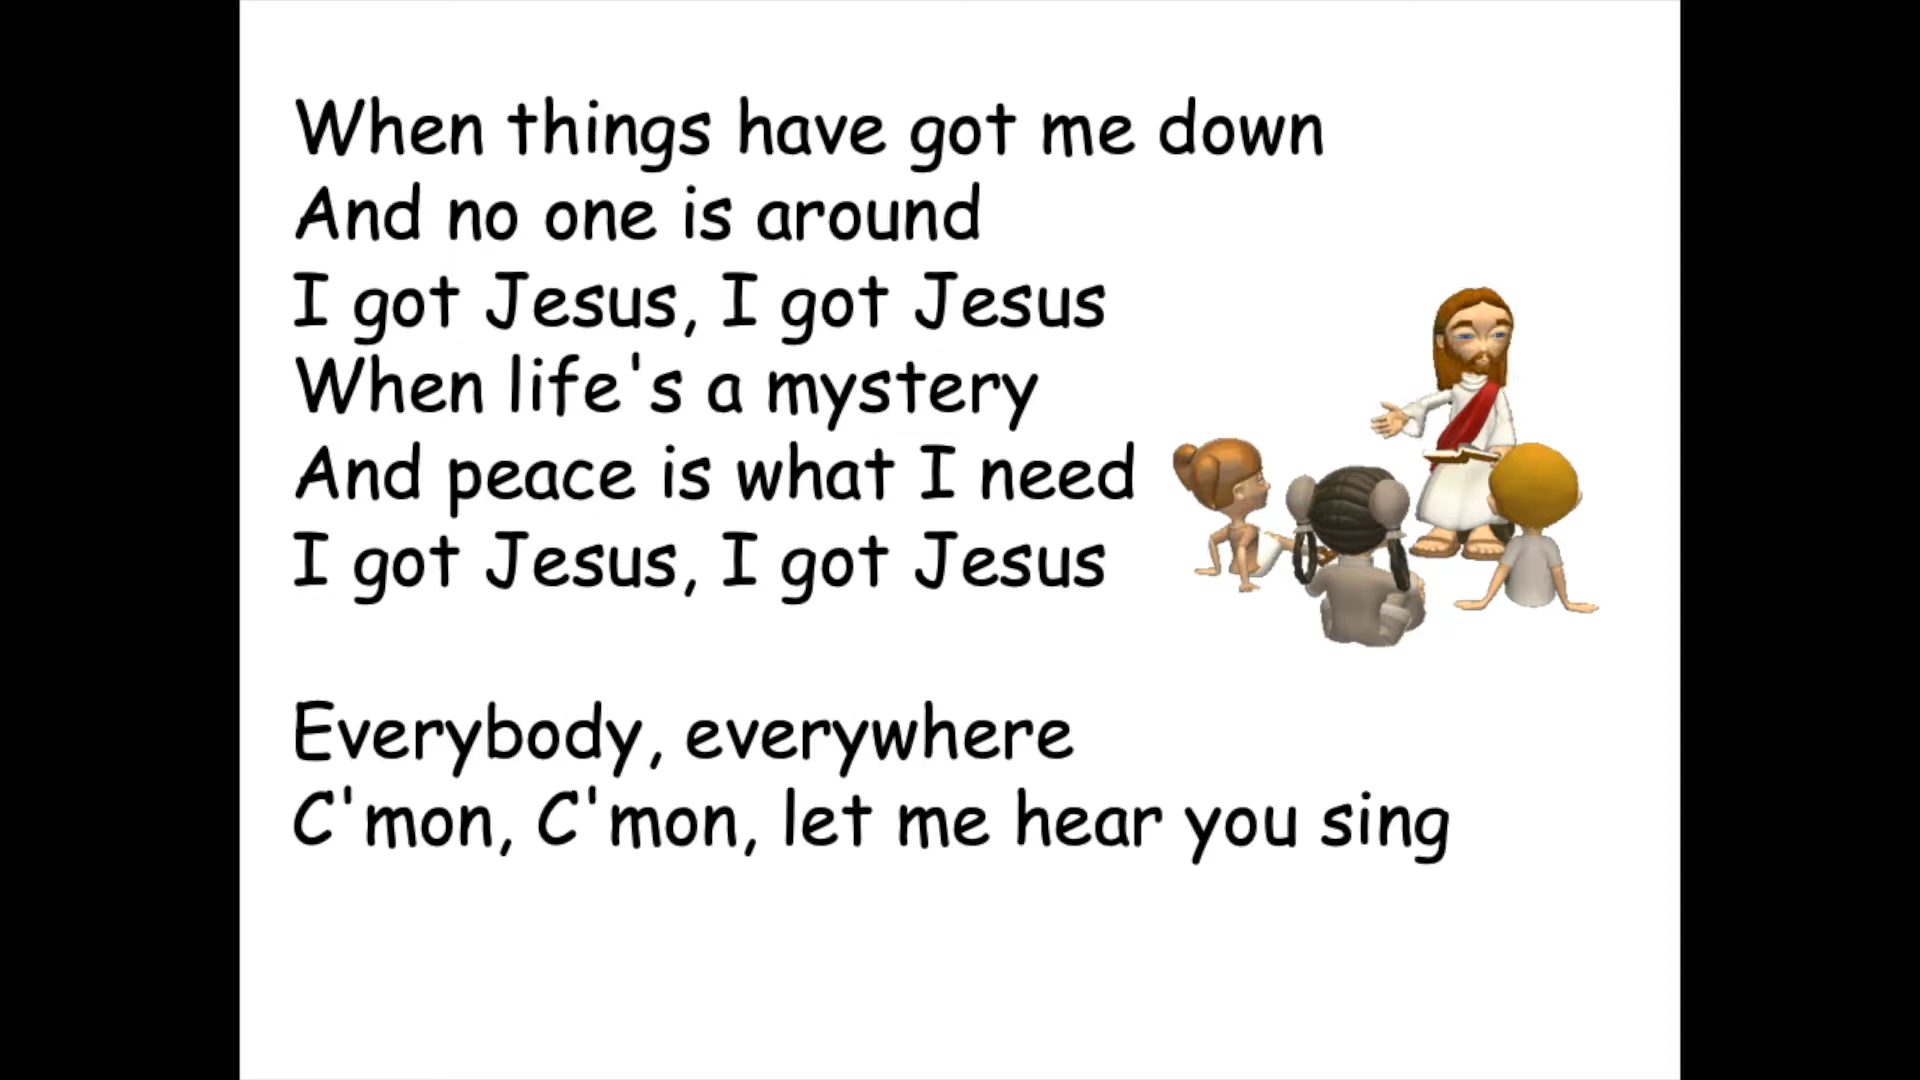 When things have got me down
And no one is around
I got Jesus, I got Jesus
When life's a mystery
And peace is what I need
I got Jesus, I got Jesus
Everybody, everywhere
C'mon, C'mon, let me hear you sing